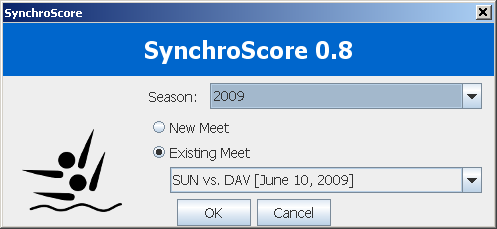 SynchroScore
SynchroScore 0.8
Season: 2009
New Meet
Existing Meet
SUN vs. DAV [June 10, 2009]
OK Cancel